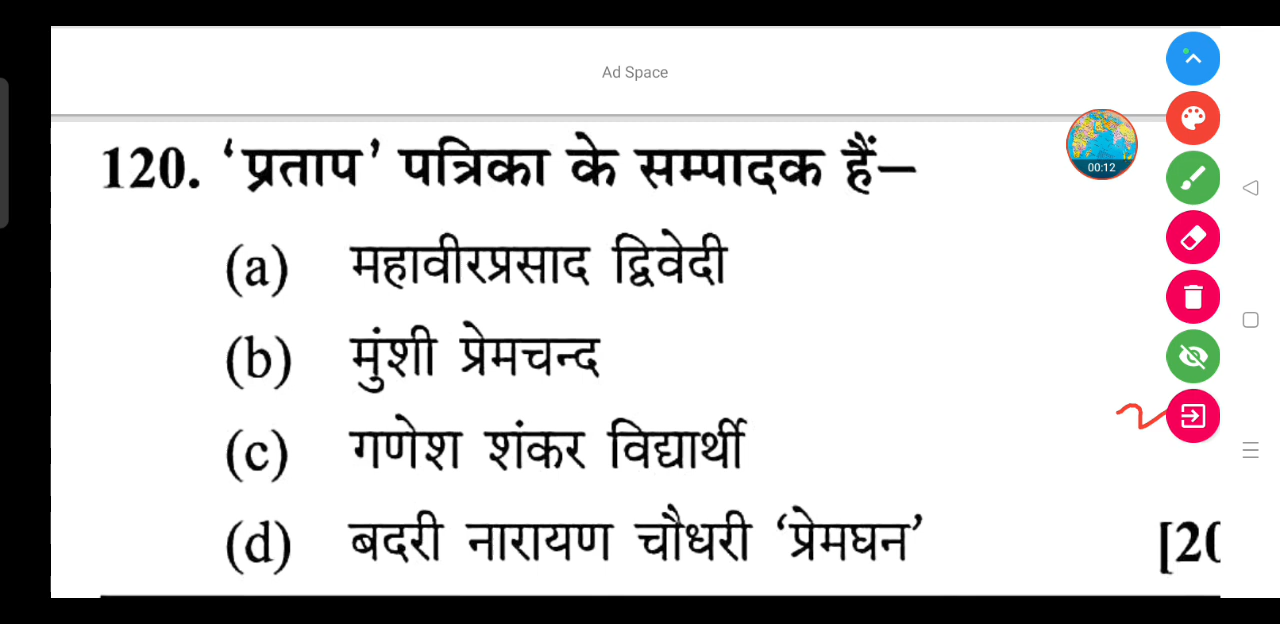 Ad Space
120. ‘प्रताप’ पत्रिका के सम्पादक हैं–
00:12
(a) महावीरप्रसाद द्विवेदी
(b) मुंशी प्रेमचन्द
(c) गणेश शंकर विद्यार्थी
(d) बदरी नारायण चौधरी ‘प्रेमघन’ [20